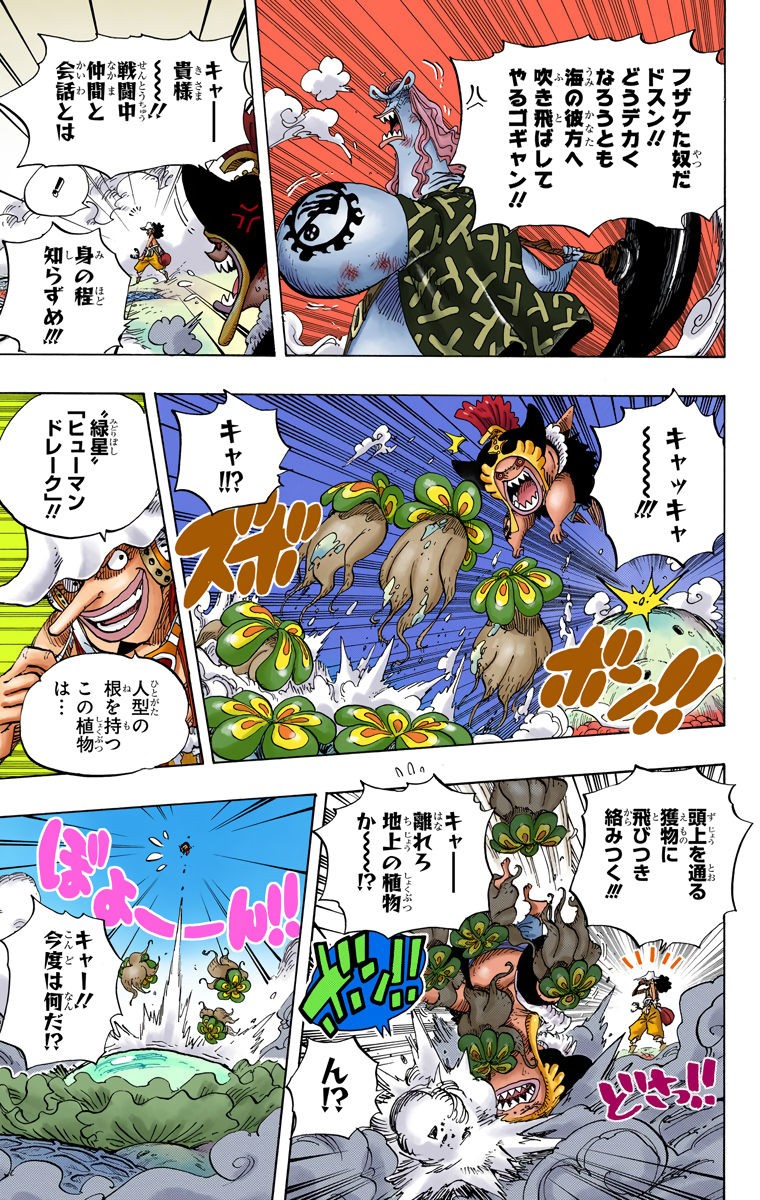 フザケた奴だ
ドスン!!
どうデカく
なろうとも
海の彼方へ
吹き飛ばして
やるゴギャン!!
キャー
〜〜!!
貴様
戦闘中
仲間と
会話とは
!
身の程
知らずめ!!!
キャッキャ
〜〜〜!!!
ボン!!
キャ
!!?
ズボ
"緑星"
「ヒューマン
ドレーク」!!
人型の
根を持つ
この植物
は…
頭上を通る
獲物に
飛びつき
絡みつく!!!
キャー
離れろ
地上の植物
か〜〜!?
どさっ!!
ボン!!
ん!?
ぼよーーん!!
キャー!!
今度は
何だ!?